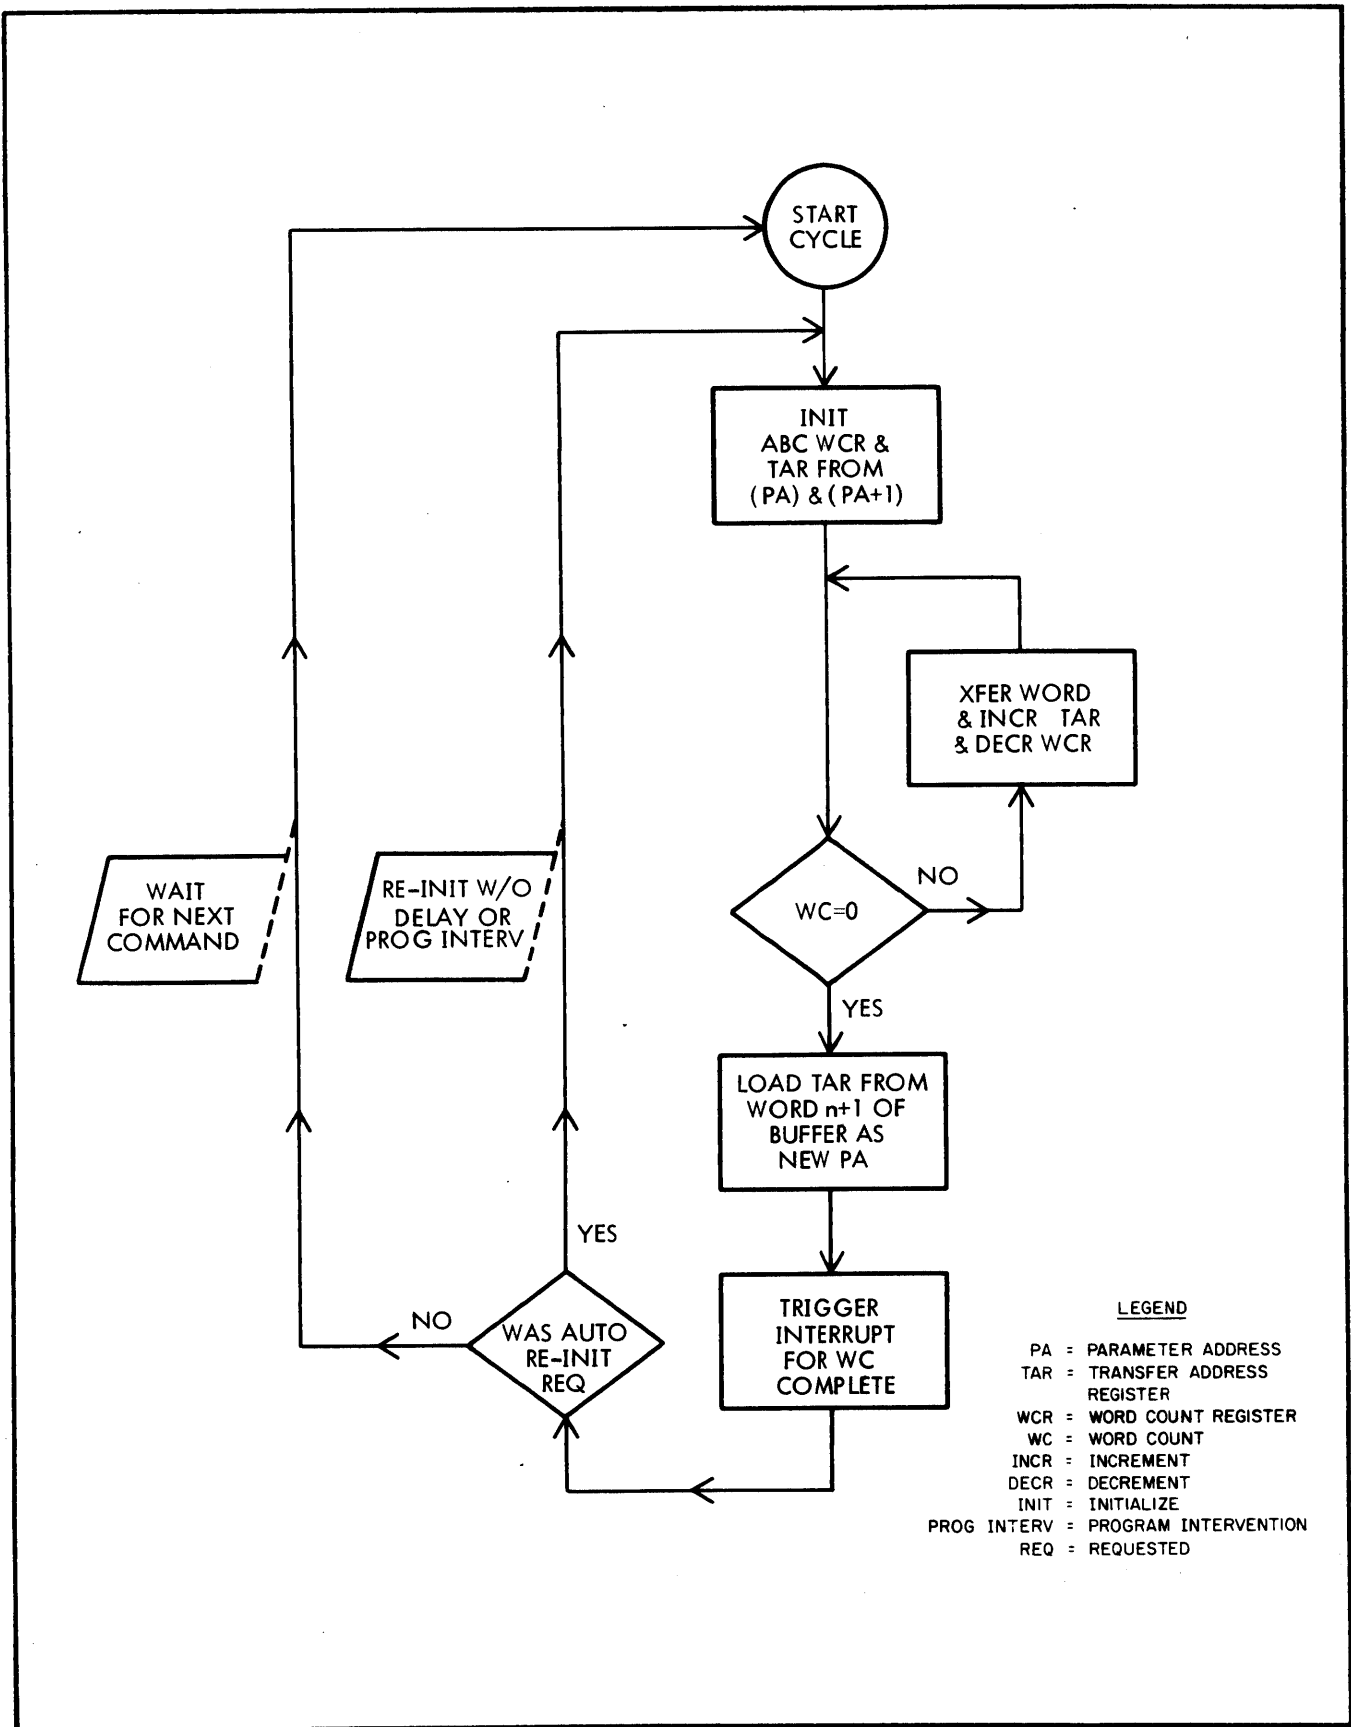 START
CYCLE
INIT
ABC WCR &
TAR FROM
(PA) & (PA+1)
XFER WORD
& INCR TAR
& DECR WCR
WC=0
NO
YES
LOAD TAR FROM
WORD n+1 OF
BUFFER AS
NEW PA
TRIGGER
INTERRUPT
FOR WC
COMPLETE
WAS AUTO
RE-INIT
REQ
YES
NO
RE-INIT W/O
DELAY OR
PROG INTERV
WAIT
FOR NEXT
COMMAND
LEGEND
PA = PARAMETER ADDRESS
TAR = TRANSFER ADDRESS
REGISTER
WCR = WORD COUNT REGISTER
WC = WORD COUNT
INCR = INCREMENT
DECR = DECREMENT
INIT = INITIALIZE
PROG INTERV = PROGRAM INTERVENTION
REQ = REQUESTED